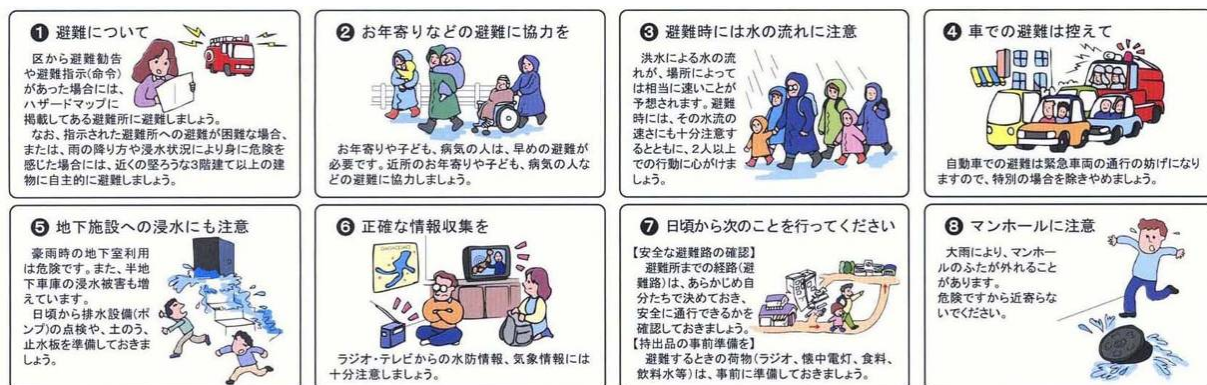 ❶ 避難について
区から避難勧告
や避難指示(命令)
があった場合には、
ハザードマップに
掲載してある避難所に避難しましょう。
なお、指示された避難所への避難が困難な場合、
または、雨の降り方や浸水状況により身に危険を
感じた場合には、近くの堅ろうな3階建て以上の建
物に自主的に避難しましょう。
❷ お年寄りなどの避難に協力を
お年寄りや子ども、病気の人は、早めの避難が
必要です。近所のお年寄りや子ども、病気の人な
どの避難に協力しましょう。
❸ 避難時には水の流れに注意
洪水による水の流
れが、場所によって
は相当に速いことが
予想されます。避難
時には、その水流の
速さにも十分注意す
るとともに、2人以上
での行動に心がけま
しょう。
❹ 車での避難は控えて
自動車での避難は緊急車両の通行の妨げになり
ますので、特別の場合を除きやめましょう。
❺ 地下施設への浸水にも注意
豪雨時の地下室利用
は危険です。また、半地
下車庫の浸水被害も増
えています。
日頃から排水設備(ポ
ンプ)の点検や、土のう、
止水板を準備しておきま
しょう。
❻ 正確な情報収集を
ラジオ・テレビからの水防情報、気象情報には
十分注意しましょう。
❼ 日頃から次のことを行ってください
【安全な避難路の確認】
避難所までの経路(避
難路)は、あらかじめ自
分たちで決めておき、
安全に通行できるかを
確認しておきましょう。
【持出品の事前準備を】
避難するときの荷物(ラジオ、懐中電灯、食料、
飲料水等)は、事前に準備しておきましょう。
❽ マンホールに注意
大雨により、マンホー
ルのふたが外れること
があります。
危険ですから近寄らな
いでください。